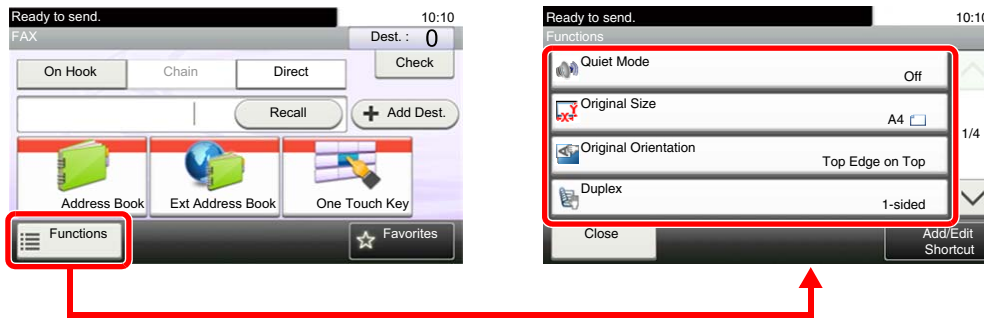 Ready to send. 10:10
FAX Dest. : 0
Check
On Hook Chain Direct
Recall + Add Dest.
Address Book Ext Address Book One Touch Key
Functions Favorites
Ready to send. 10:10
Functions
Quiet Mode
Off
Original Size
A4
1/4
Original Orientation
Top Edge on Top
Duplex
1-sided
Close Add/Edit
Shortcut